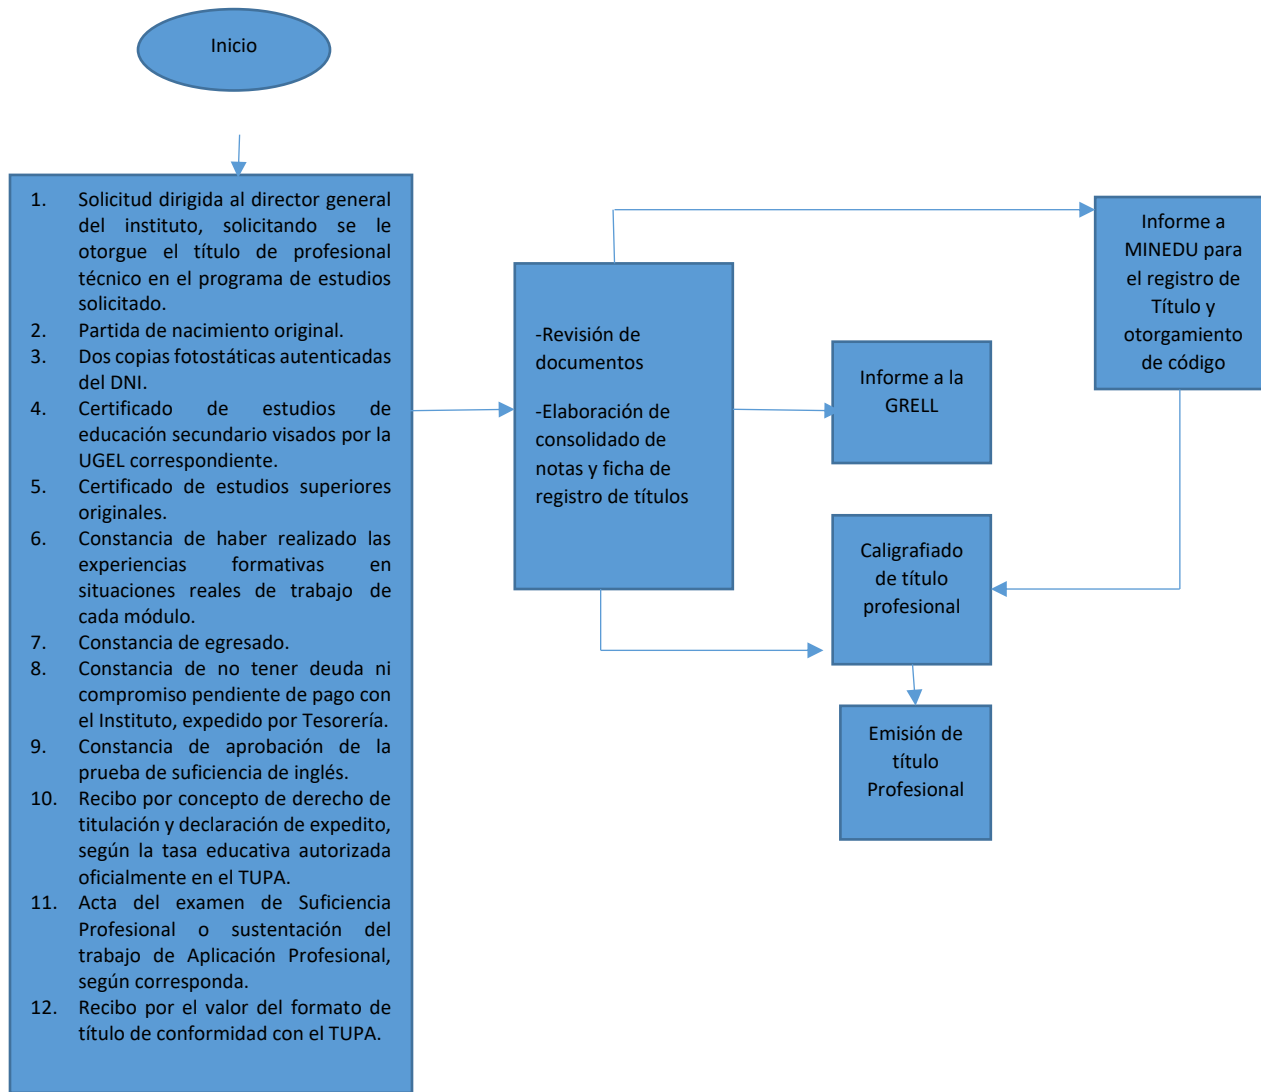 Inicio
1. Solicitud dirigida al director general
del instituto, solicitando se le
otorgue el título de profesional
técnico en el programa de estudios
solicitado.
2. Partida de nacimiento original.
3. Dos copias fotostáticas autenticadas
del DNI.
4. Certificado de estudios de
educación secundario visados por la
UGEL correspondiente.
5. Certificado de estudios superiores
originales.
6. Constancia de haber realizado las
experiencias formativas en
situaciones reales de trabajo de
cada módulo.
7. Constancia de egresado.
8. Constancia de no tener deuda ni
compromiso pendiente de pago con
el Instituto, expedido por Tesorería.
9. Constancia de aprobación de la
prueba de suficiencia de inglés.
10. Recibo por concepto de derecho de
titulación y declaración de expedito,
según la tasa educativa autorizada
oficialmente en el TUPA.
11. Acta del examen de Suficiencia
Profesional o sustentación del
trabajo de Aplicación Profesional,
según corresponda.
12. Recibo por el valor del formato de
título de conformidad con el TUPA.
-Revisión de
documentos
-Elaboración de
consolidado de
notas y ficha de
registro de títulos
Informe a
MINEDU para
el registro de
Título y
otorgamiento
de código
Informe a la
GRELL
Caligrafiado
de título
profesional
Emisión de
título
Profesional